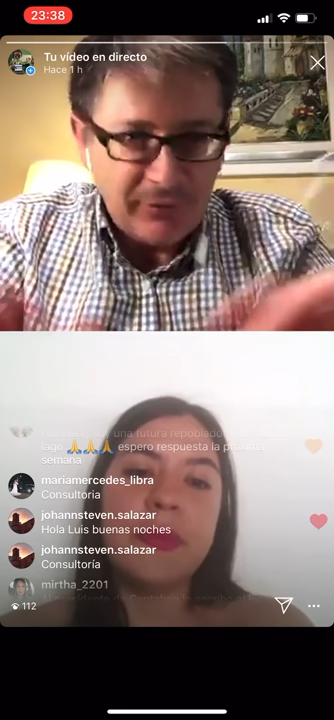 23:38
Tu vídeo en directo
Hace 1 h
una futura repoblado
lago 🙏🙏🙏 espero respuesta la próxima
semana
mariamercedes_libra
Consultoria
johannsteven.salazar
Hola Luis buenas noches
johannsteven.salazar
Consultoría
mirtha_2201
112